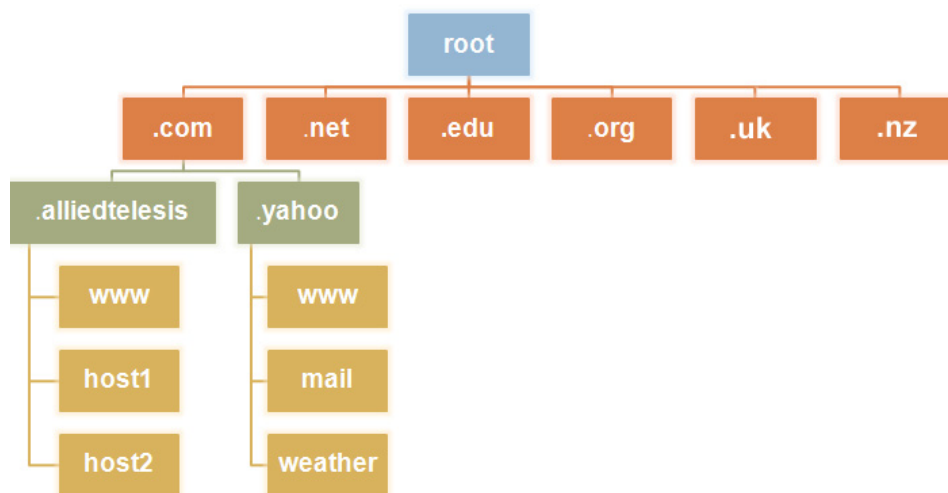 root
.com
.net
.edu
.org
.uk
.nz
.alliedtelesis
.yahoo
www
www
host1
mail
host2
weather